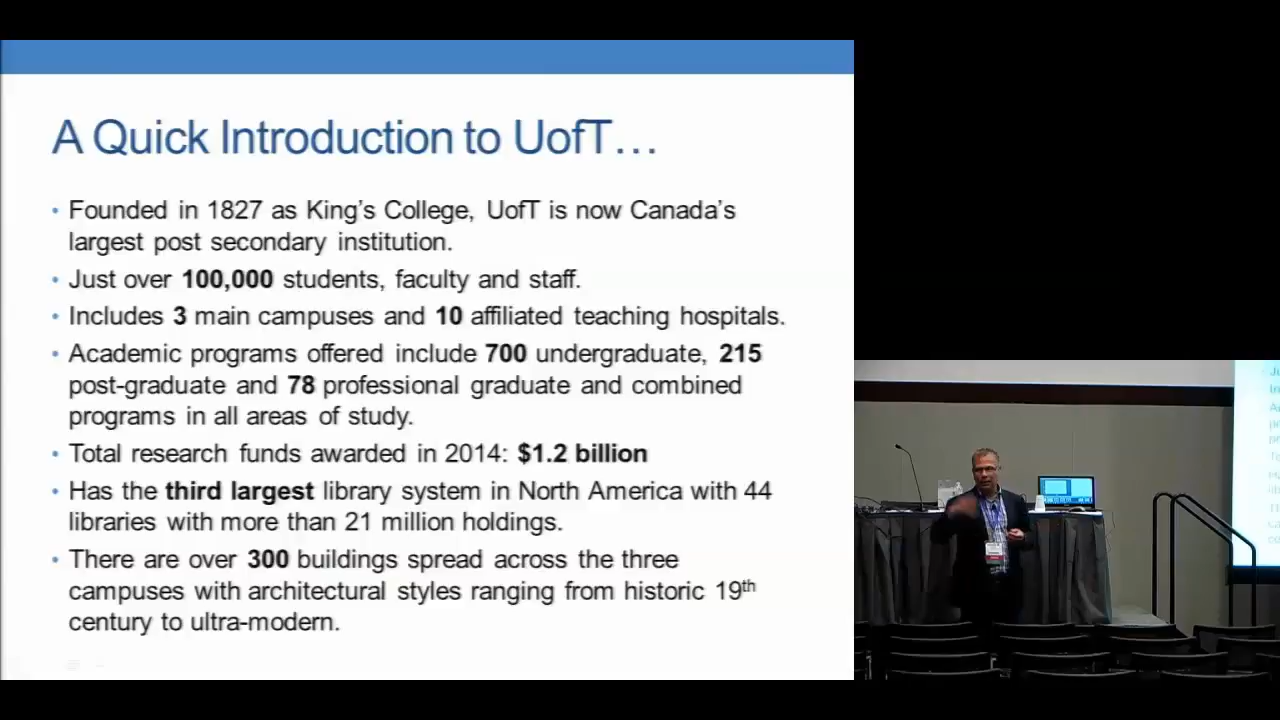 A Quick Introduction to UofT…
• Founded in 1827 as King's College, UofT is now Canada's
largest post secondary institution.
• Just over 100,000 students, faculty and staff.
• Includes 3 main campuses and 10 affiliated teaching hospitals.
• Academic programs offered include 700 undergraduate, 215
post-graduate and 78 professional graduate and combined
programs in all areas of study.
• Total research funds awarded in 2014: $1.2 billion
• Has the third largest library system in North America with 44
libraries with more than 21 million holdings.
• There are over 300 buildings spread across the three
campuses with architectural styles ranging from historic 19th
century to ultra-modern.